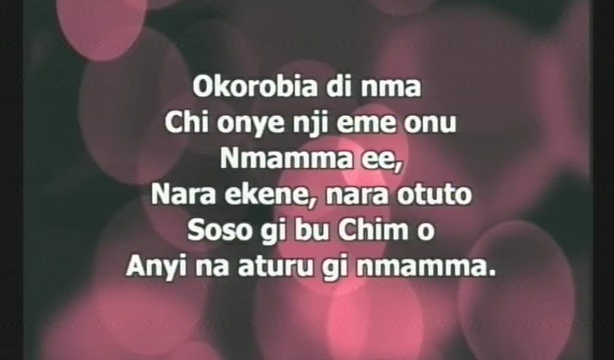 Okorobia di nma
Chi onye nji eme onu
Nmamma ee,
Nara ekene, nara otuto
Soso gi bu Chim o
Anyi na aturu gi nmamma.